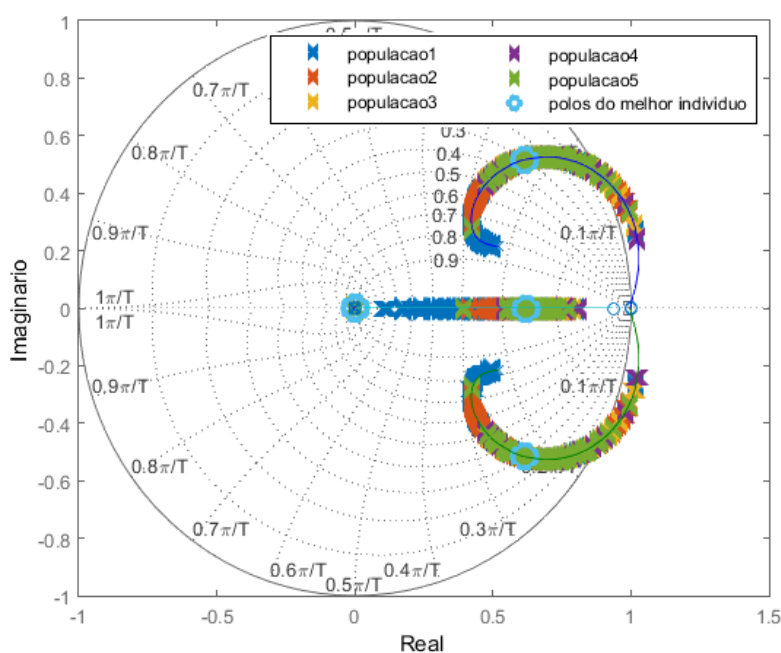 1
0.8
0.6
0.4
0.2
0
-0.2
-0.4
-0.6
-0.8
-1
-1
-0.5
0
0.5
1
1.5
Real
Imaginario
populacao1
populacao2
populacao3
populacao4
populacao5
polos do melhor individuo
0.7π/T
0.8π/T
0.9π/T
1π/T
1π/T
0.9π/T
0.8π/T
0.7π/T
0.6π/T
0.5π/T
0.4π/T
0.3π/T
0.1π/T
0.1π/T
0.3
0.4
0.5
0.6
0.7
0.8
0.9